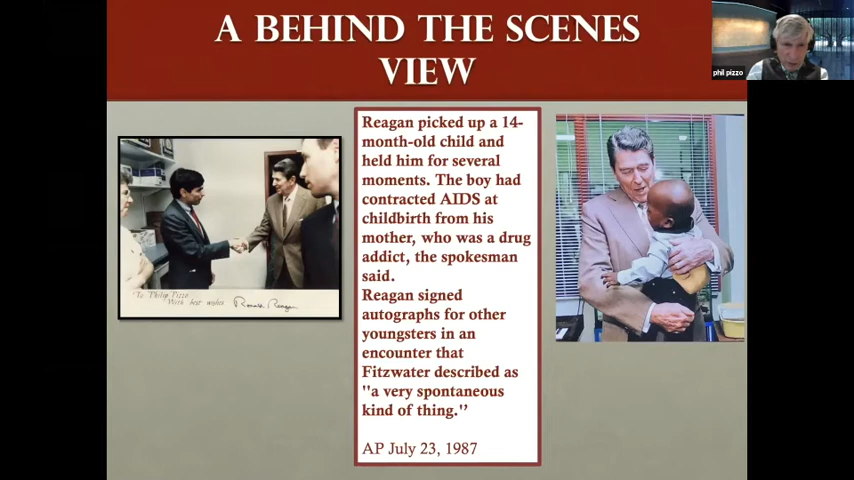 A BEHIND THE SCENES
VIEW
phil pizzo
Reagan picked up a 14-
month-old child and
held him for several
moments. The boy had
contracted AIDS at
childbirth from his
mother, who was a drug
addict, the spokesman
said.
Reagan signed
autographs for other
youngsters in an
encounter that
Fitzwater described as
"a very spontaneous
kind of thing."
AP July 23, 1987
To Philip Pizzo
With best wishes Ronald Reagan